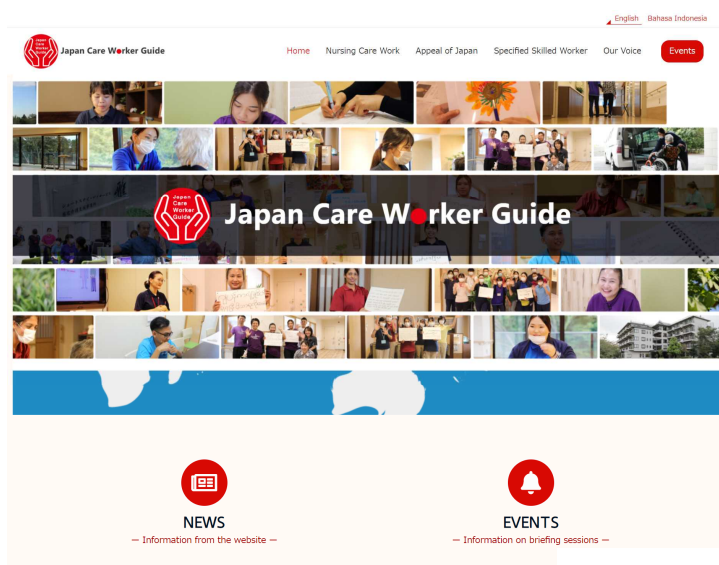 English Bahasa Indonesia
Japan
Care
Worker
Guide
Japan Care Worker Guide
Home Nursing Care Work Appeal of Japan Specified Skilled Worker Our Voice Events
Japan
Care
Worker
Guide
Japan Care Worker Guide
NEWS
— Information from the website —
EVENTS
— Information on briefing sessions —